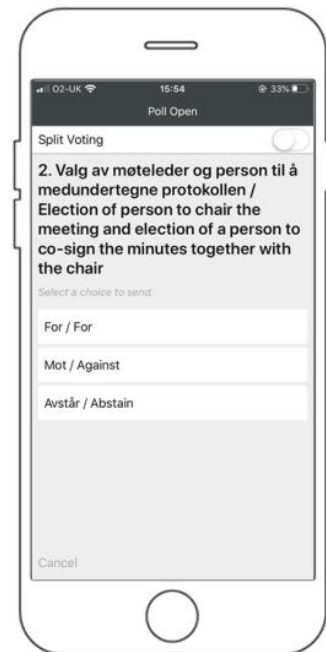 O2-UK 15:54 33%
Poll Open
Split Voting
2. Valg av møteleder og person til å
medundertegne protokollen /
Election of person to chair the
meeting and election of a person to
co-sign the minutes together with
the chair
Select a choice to send.
For / For
Mot / Against
Avstår / Abstain
Cancel